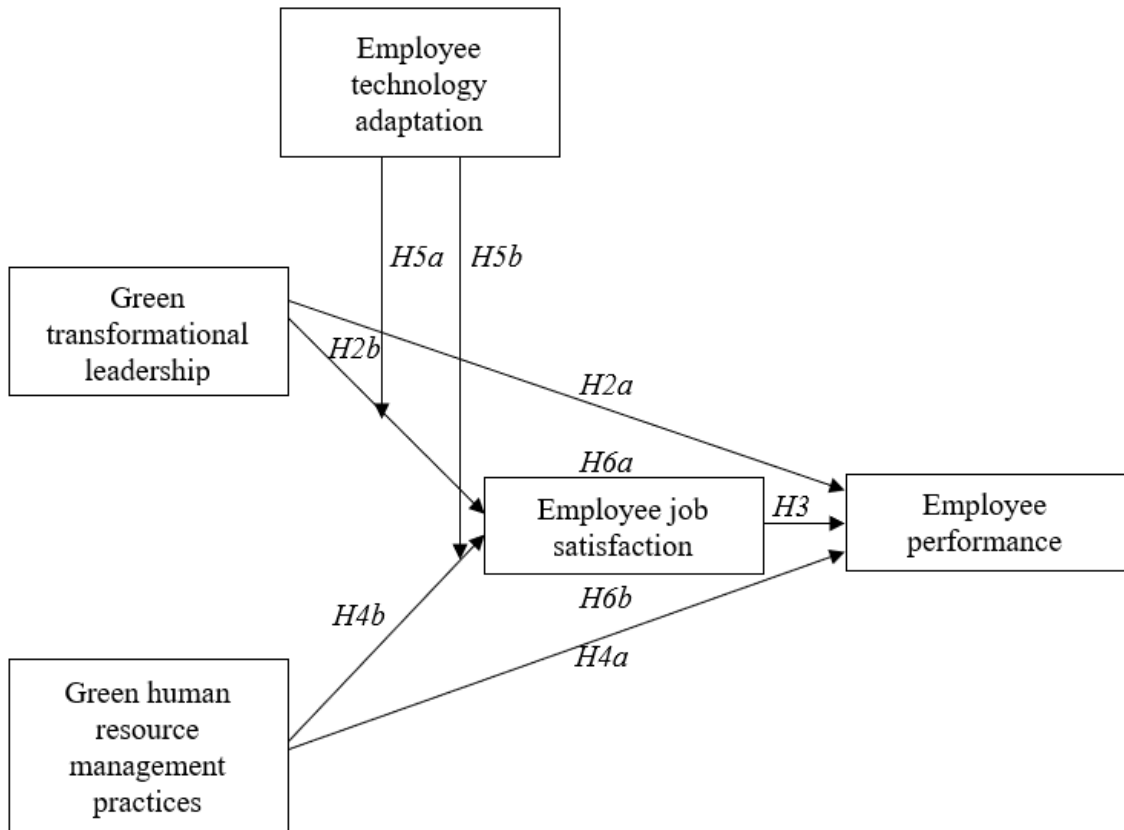 Employee
technology
adaptation
H5a
H5b
Green
transformational
leadership
H2b
H2a
H6a
Employee job
satisfaction
H3
Employee
performance
H4b
H6b
H4a
Green human
resource
management
practices